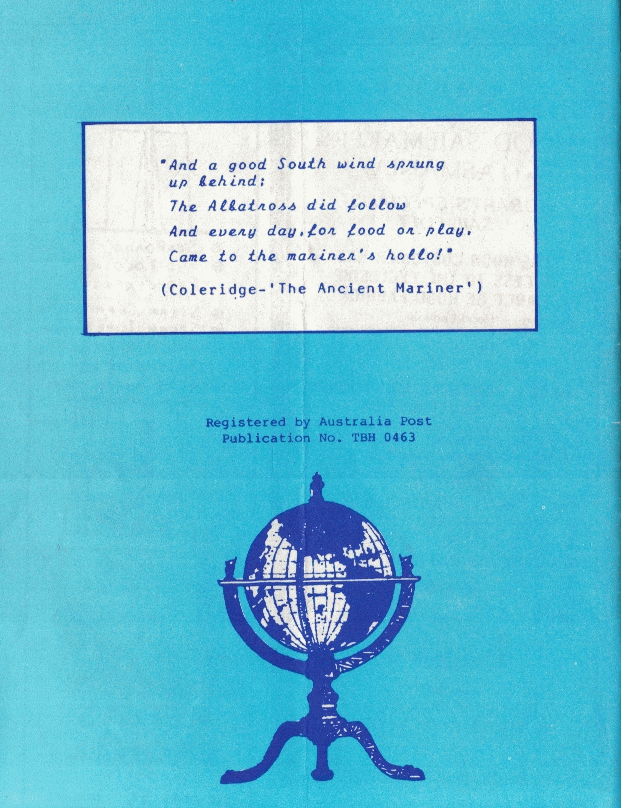 "And a good South wind sprung
up behind;
The Albatross did follow
And every day,for food or play,
Came to the mariner's hollo!"
(Coleridge-'The Ancient Mariner')
Registered by Australia Post
Publication No. TBH 0463